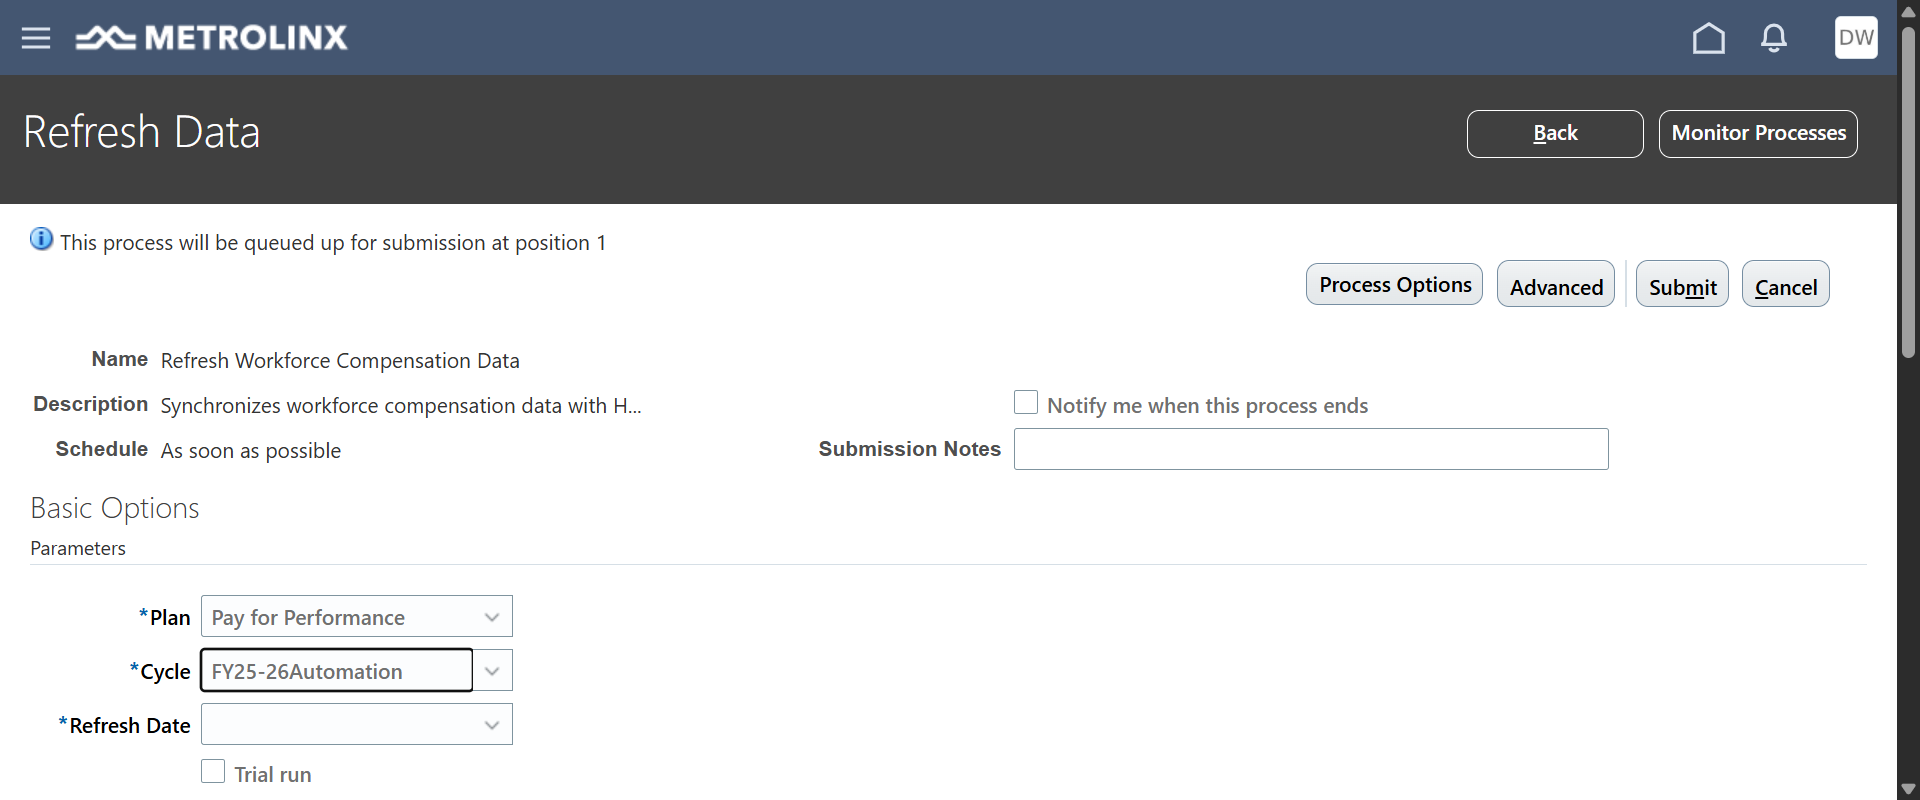 METROLINX
DW
Refresh Data
Back
Monitor Processes
This process will be queued up for submission at position 1
Process Options
Advanced
Submit
Cancel
Name Refresh Workforce Compensation Data
Description Synchronizes workforce compensation data with H...
Notify me when this process ends
Schedule As soon as possible
Submission Notes
Basic Options
Parameters
*Plan Pay for Performance
*Cycle FY25-26Automation
*Refresh Date
Trial run